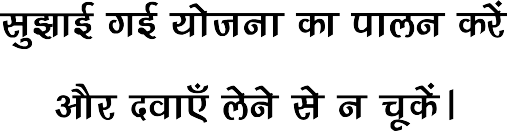 सुझाई गई योजना का पालन करें
और दवाएँ लेने से न चूकें।